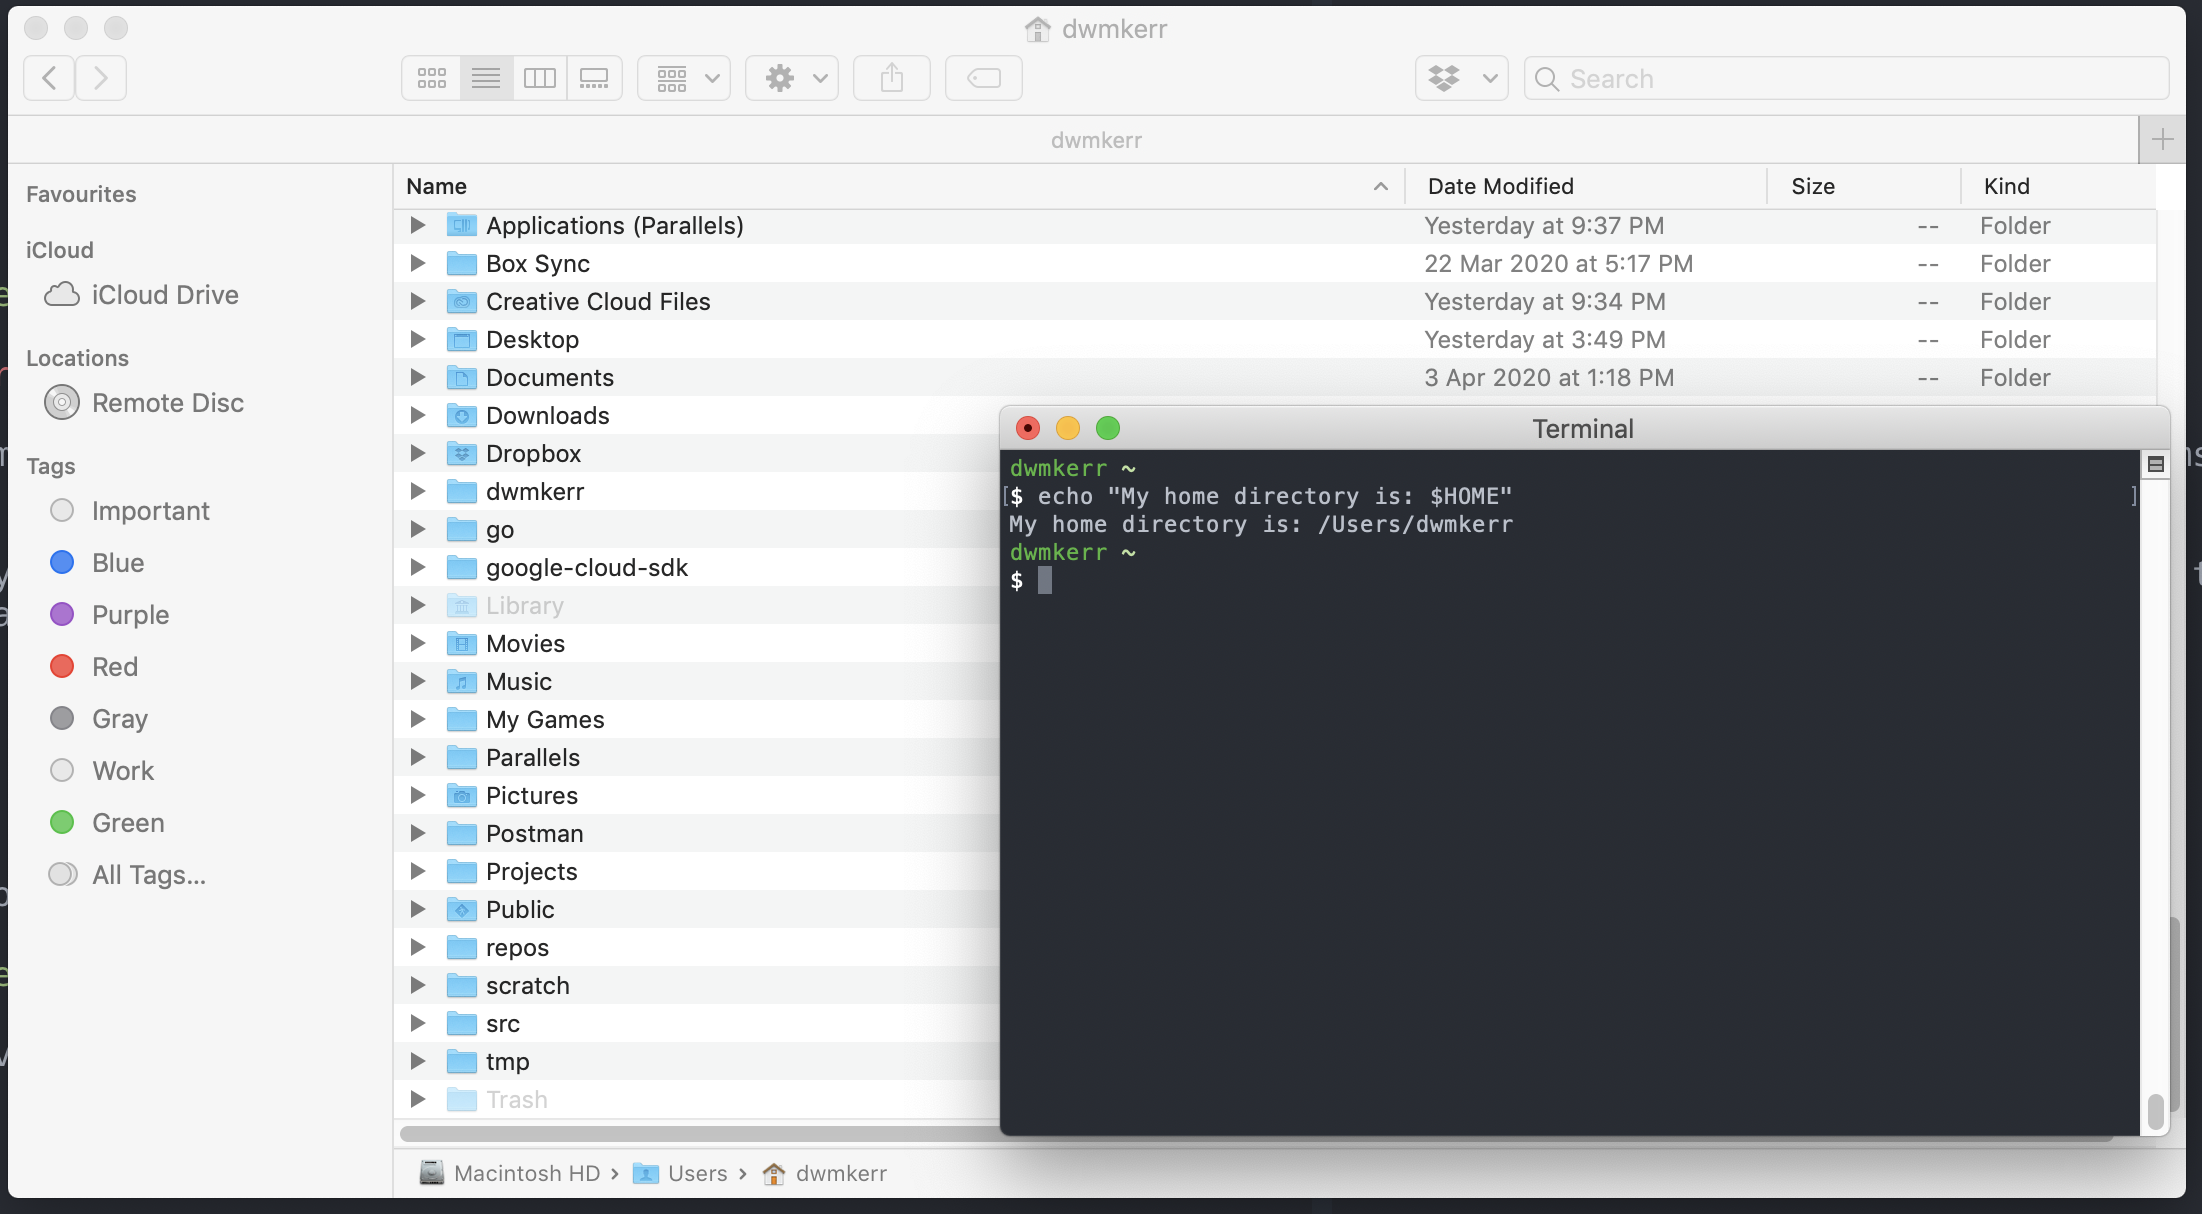 dwmkerr
Search
dwmkerr
Favourites
iCloud
iCloud Drive
Locations
Remote Disc
Tags
Important
Blue
Purple
Red
Gray
Work
Green
All Tags...
Name Date Modified Size Kind
Applications (Parallels) Yesterday at 9:37 PM -- Folder
Box Sync 22 Mar 2020 at 5:17 PM -- Folder
Creative Cloud Files Yesterday at 9:34 PM -- Folder
Desktop Yesterday at 3:49 PM -- Folder
Documents 3 Apr 2020 at 1:18 PM -- Folder
Downloads
Dropbox
dwmkerr
go
google-cloud-sdk
Library
Movies
Music
My Games
Parallels
Pictures
Postman
Projects
Public
repos
scratch
src
tmp
Trash
Macintosh HD › Users › dwmkerr
Terminal
dwmkerr ~
[$ echo "My home directory is: $HOME" ]
My home directory is: /Users/dwmkerr
dwmkerr ~
$